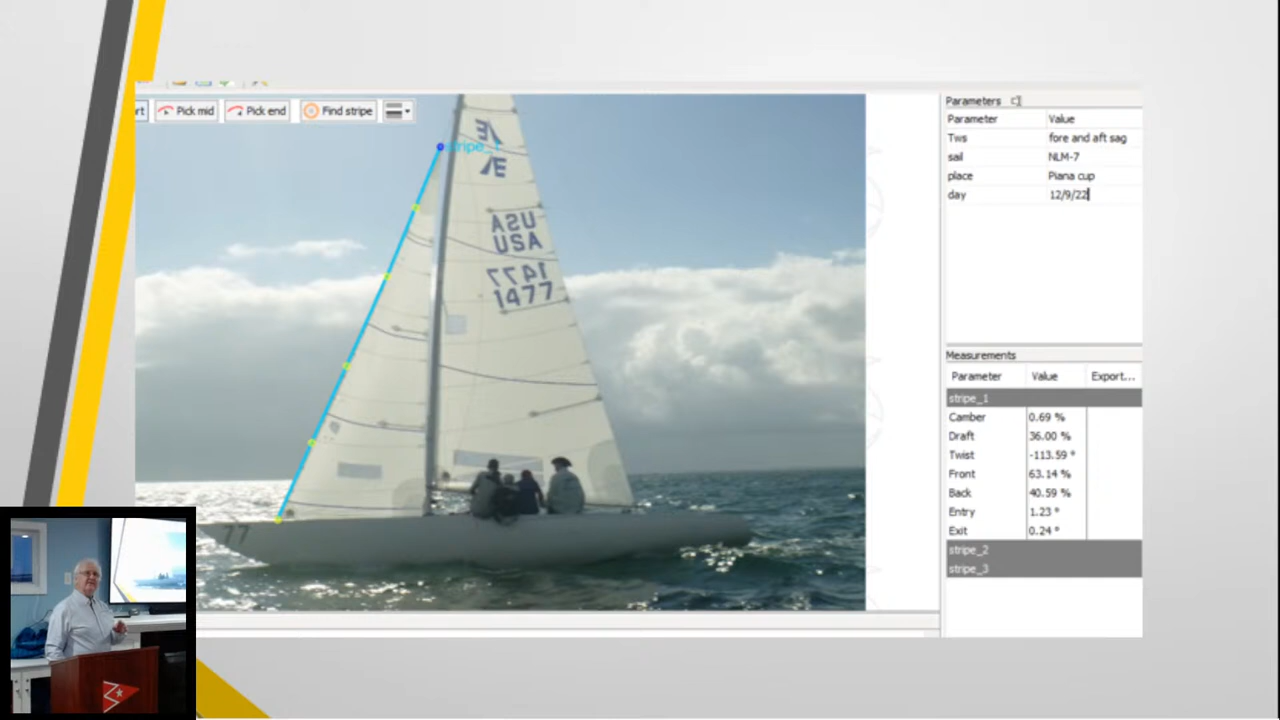 Pick mid
Pick end
Find stripe
stripe_1
USA
USA
1477
1477
77
Parameters
Parameter Value
Tws fore and aft sag
sail NLM-7
place Piana cup
day 12/9/22
Measurements
Parameter Value Export...
stripe_1
Camber 0.69 %
Draft 36.00 %
Twist -113.59 °
Front 63.14 %
Back 40.59 %
Entry 1.23 °
Exit 0.24 °
stripe_2
stripe_3